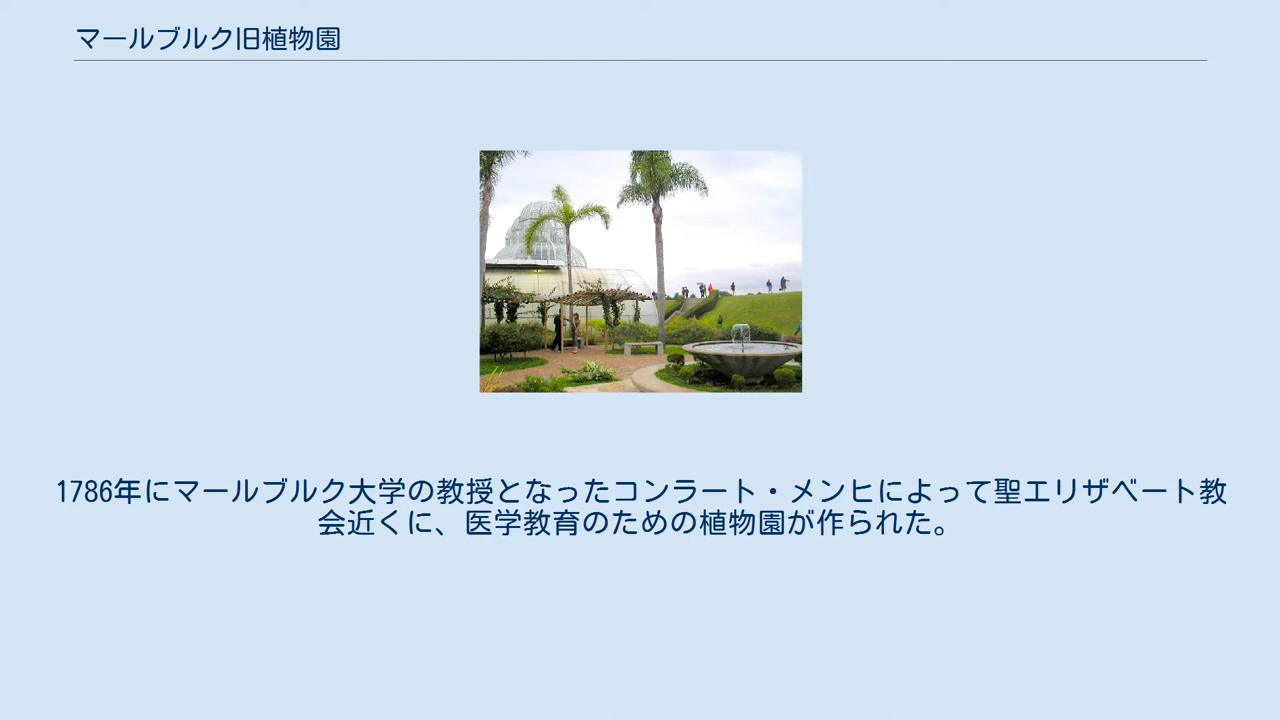 マールブルク旧植物園
1786年にマールブルク大学の教授となったコンラート・メンヒによって聖エリザベート教
会近くに、医学教育のための植物園が作られた。